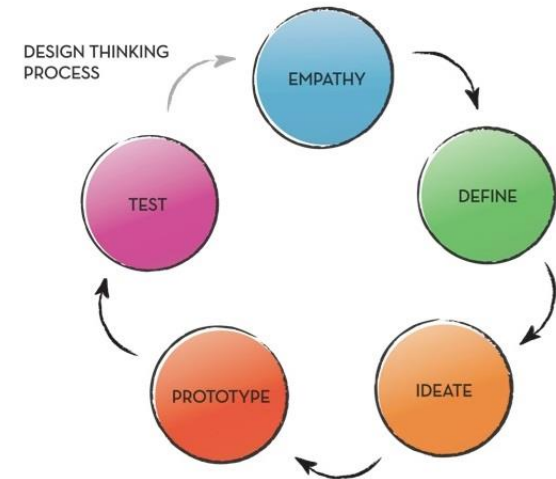 DESIGN THINKING
PROCESS
EMPATHY
DEFINE
IDEATE
PROTOTYPE
TEST